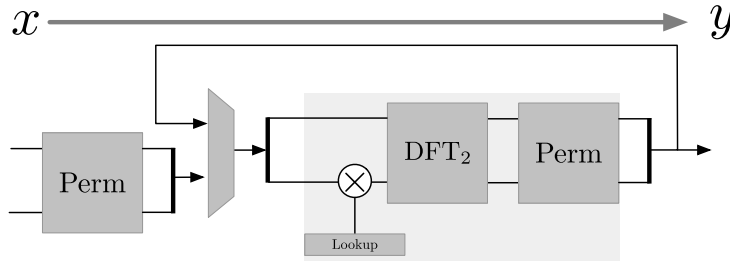 x y
Perm
DFT₂
Perm
Lookup